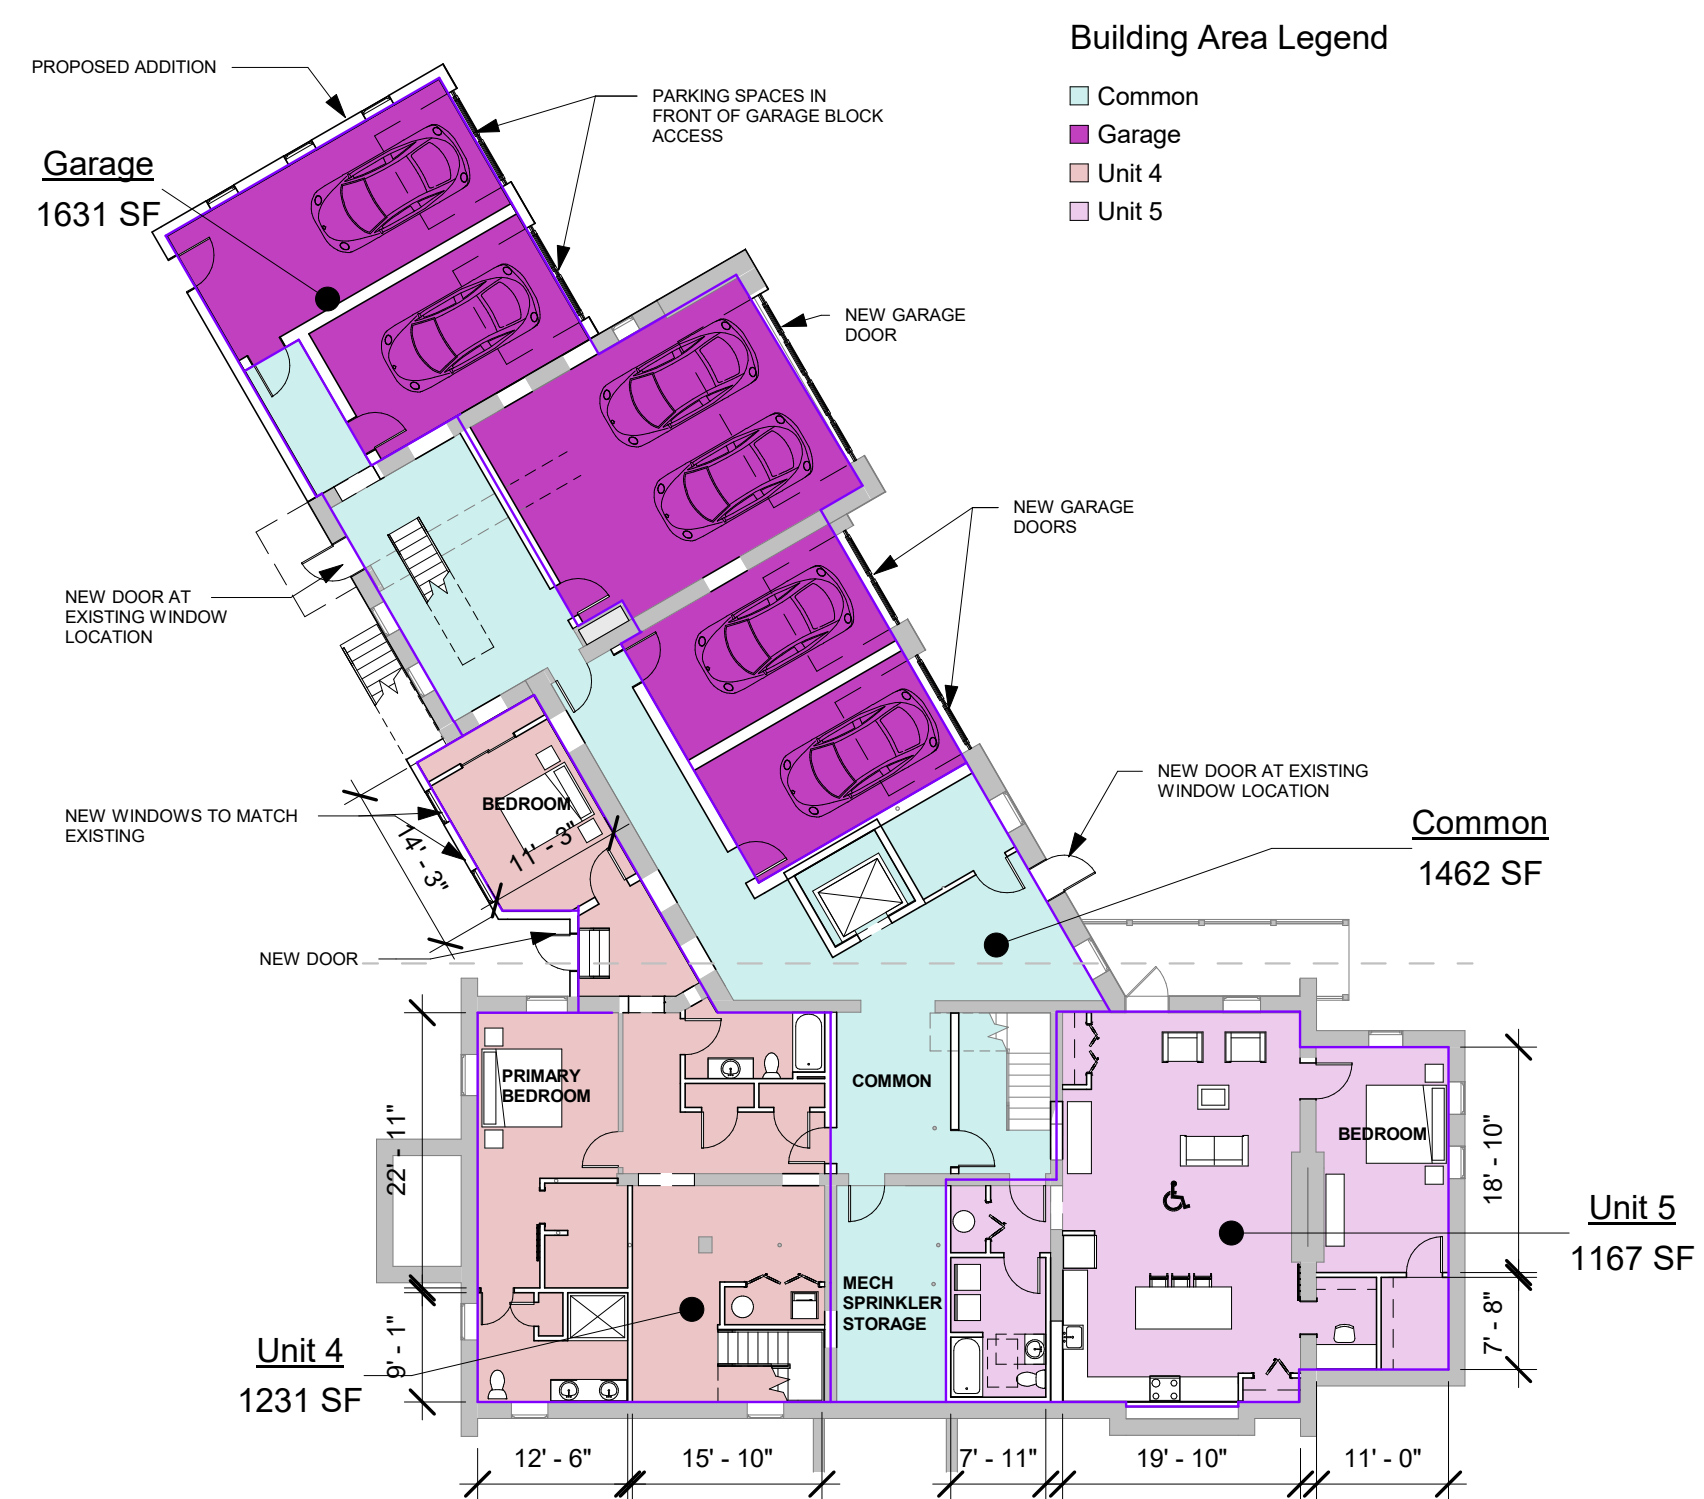 Building Area Legend
Common
Garage
Unit 4
Unit 5
PROPOSED ADDITION
PARKING SPACES IN
FRONT OF GARAGE BLOCK
ACCESS
Garage
1631 SF
NEW GARAGE
DOOR
NEW GARAGE
DOORS
NEW DOOR AT
EXISTING WINDOW
LOCATION
NEW DOOR AT EXISTING
WINDOW LOCATION
NEW WINDOWS TO MATCH
EXISTING
BEDROOM
14' - 3"
11' - 3"
Common
1462 SF
NEW DOOR
PRIMARY
BEDROOM
COMMON
BEDROOM
22' - 11"
18' - 10"
Unit 5
1167 SF
MECH
SPRINKLER
STORAGE
9' - 1"
7' - 8"
Unit 4
1231 SF
12' - 6"
15' - 10"
7' - 11"
19' - 10"
11' - 0"